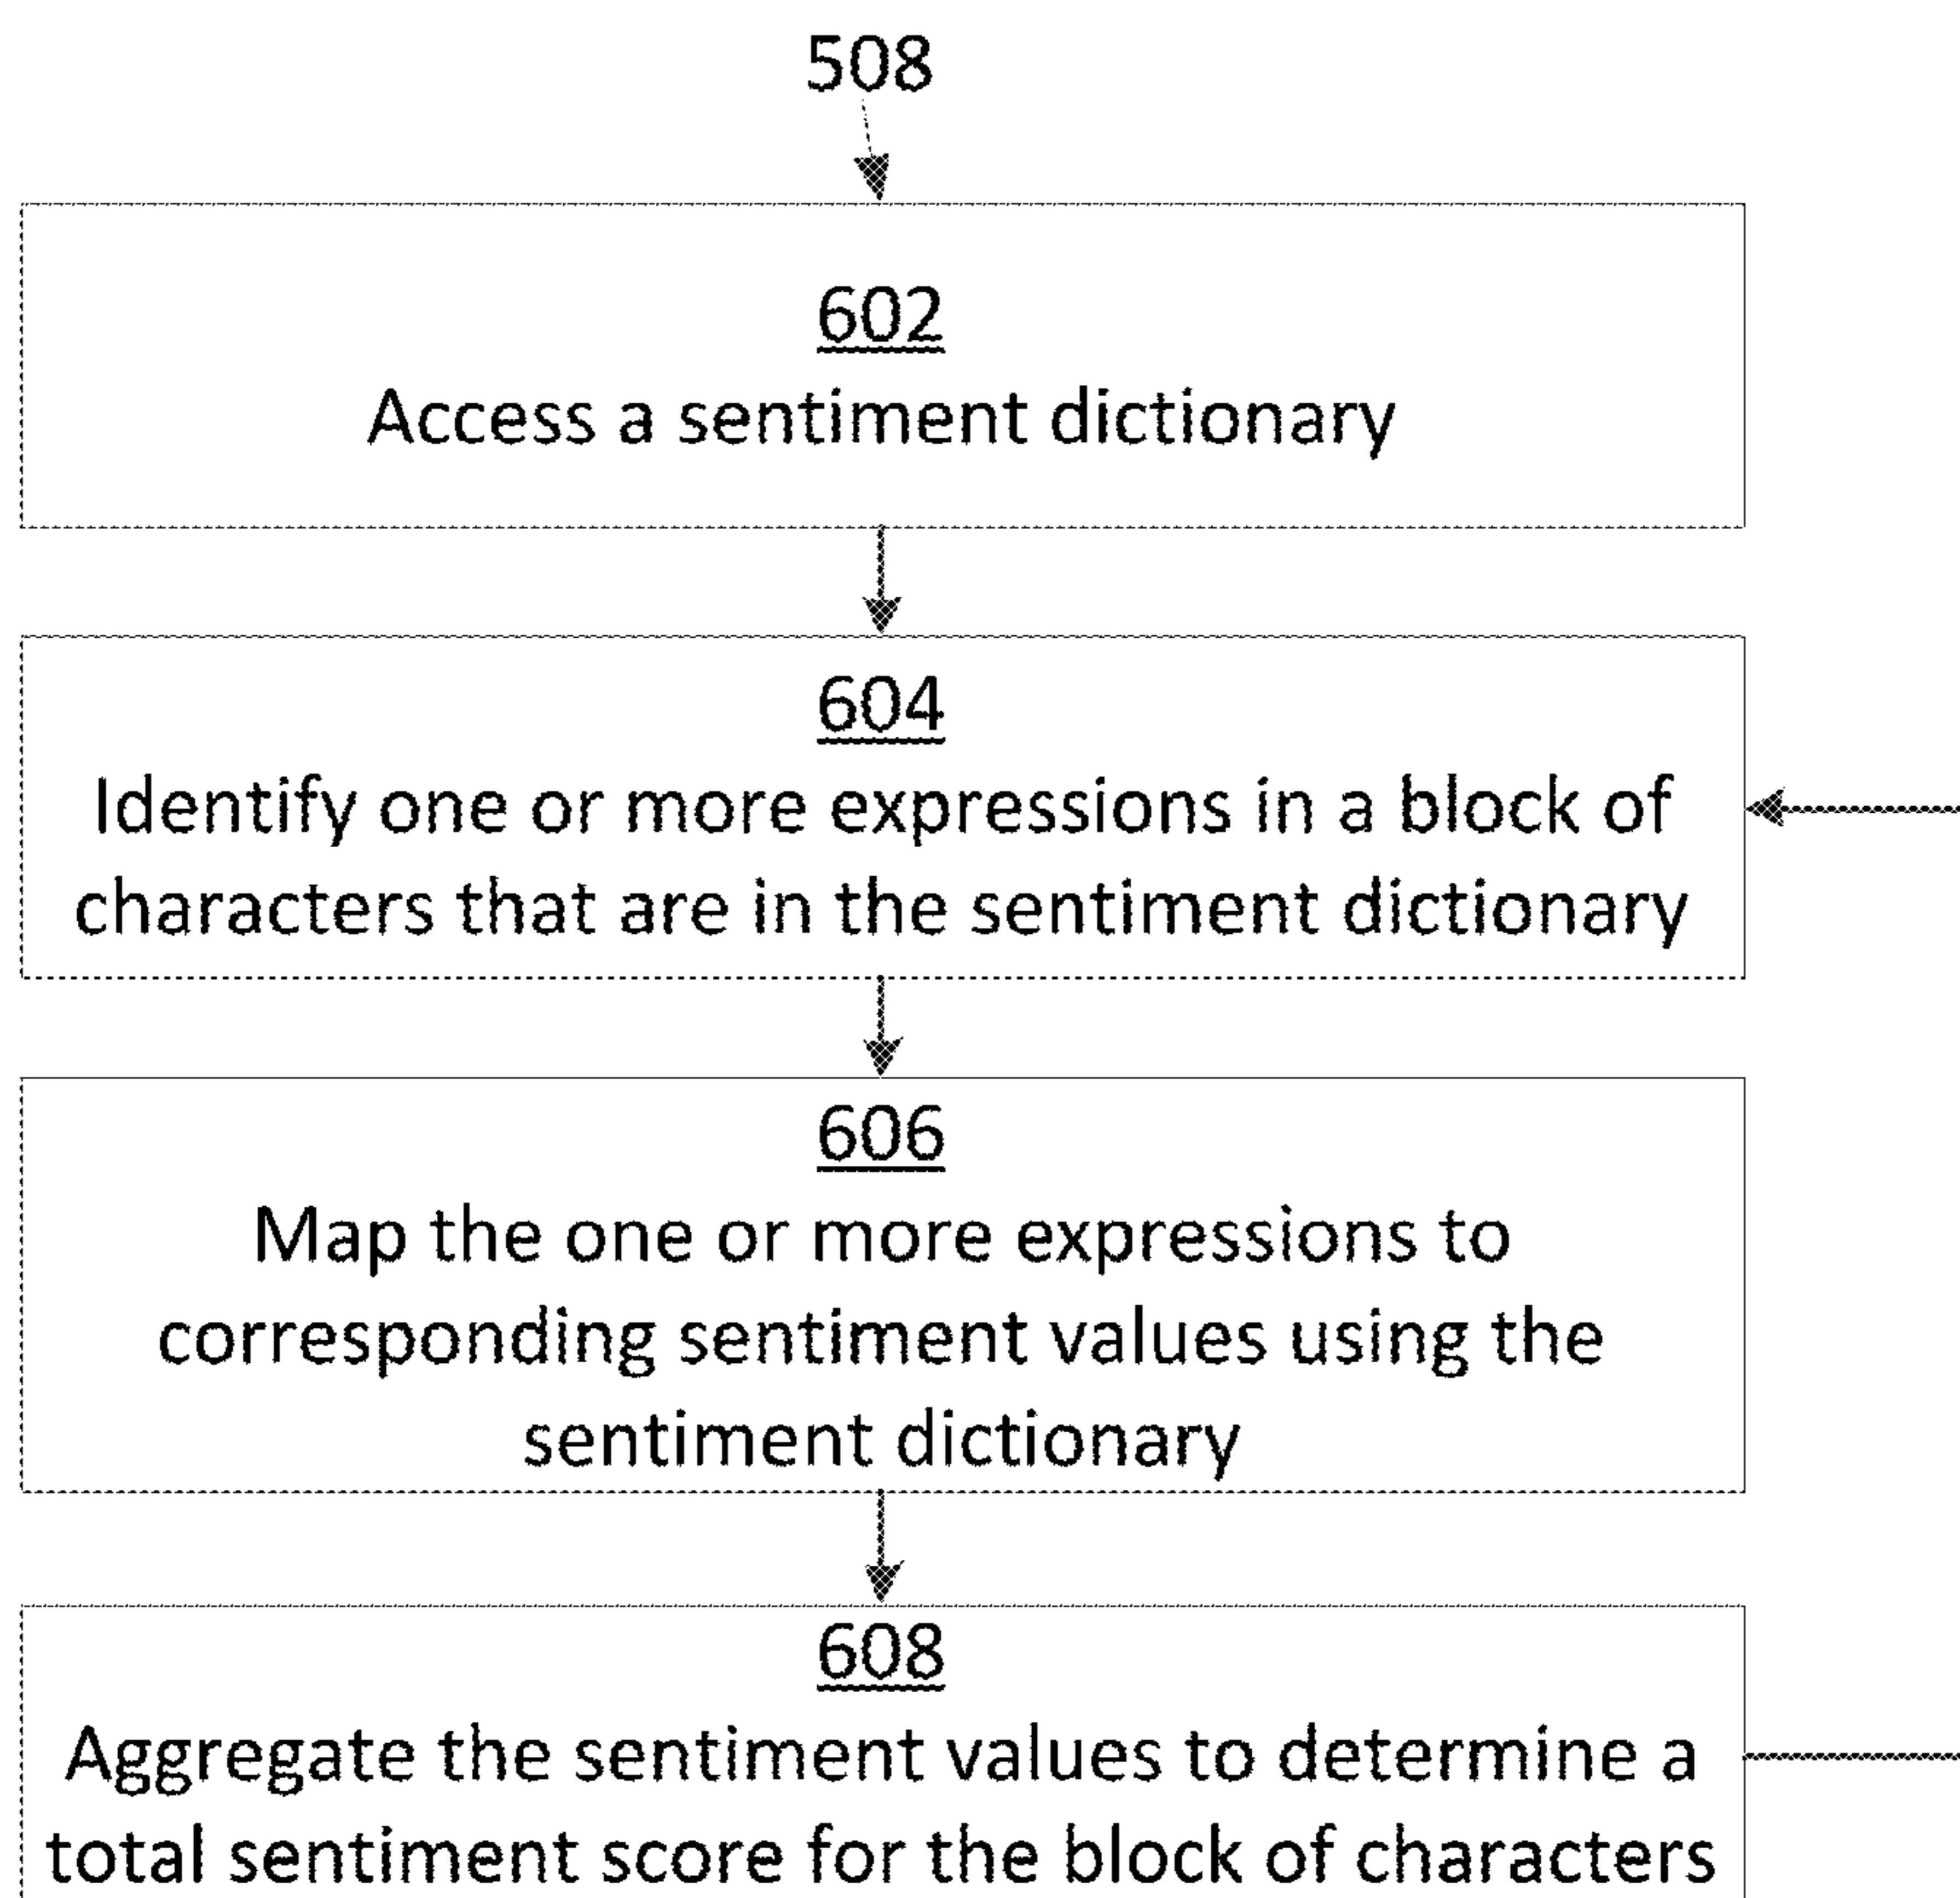 508
602
Access a sentiment dictionary
604
Identify one or more expressions in a block of
characters that are in the sentiment dictionary
606
Map the one or more expressions to
corresponding sentiment values using the
sentiment dictionary
608
Aggregate the sentiment values to determine a
total sentiment score for the block of characters